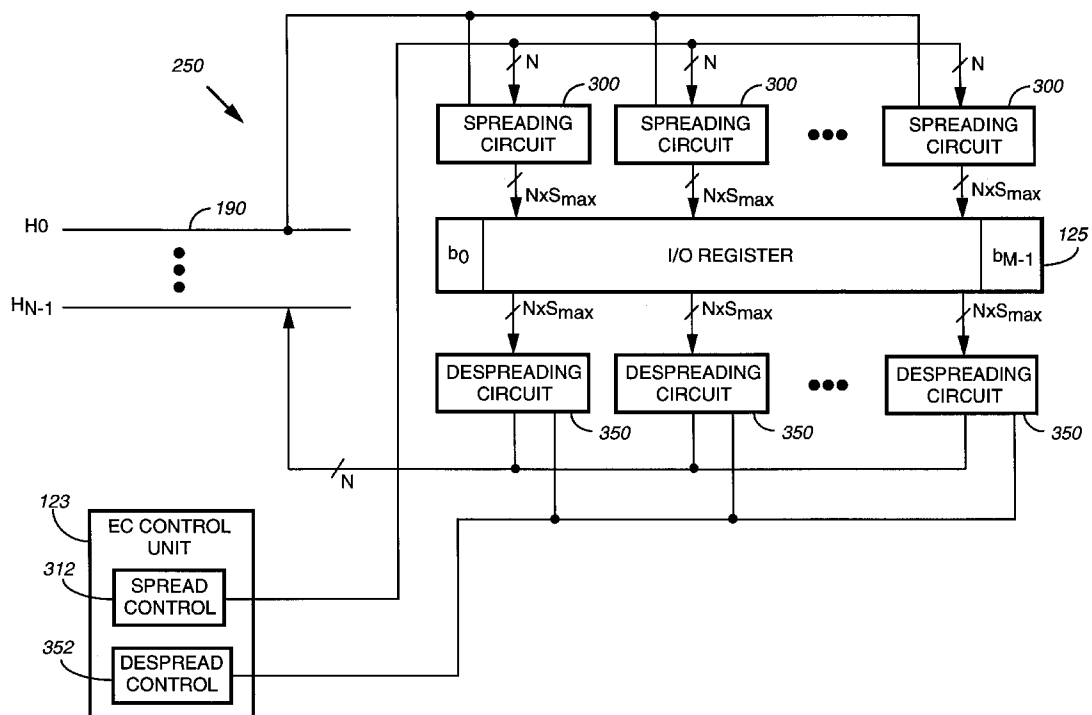 250
N
N
N
300
300
300
SPREADING
CIRCUIT
SPREADING
CIRCUIT
SPREADING
CIRCUIT
NxSmax
NxSmax
NxSmax
190
H0
HN-1
b0
I/O REGISTER
bM-1
125
NxSmax
NxSmax
NxSmax
DESPREADING
CIRCUIT
DESPREADING
CIRCUIT
DESPREADING
CIRCUIT
350
350
350
N
123
EC CONTROL
UNIT
312
SPREAD
CONTROL
352
DESPREAD
CONTROL